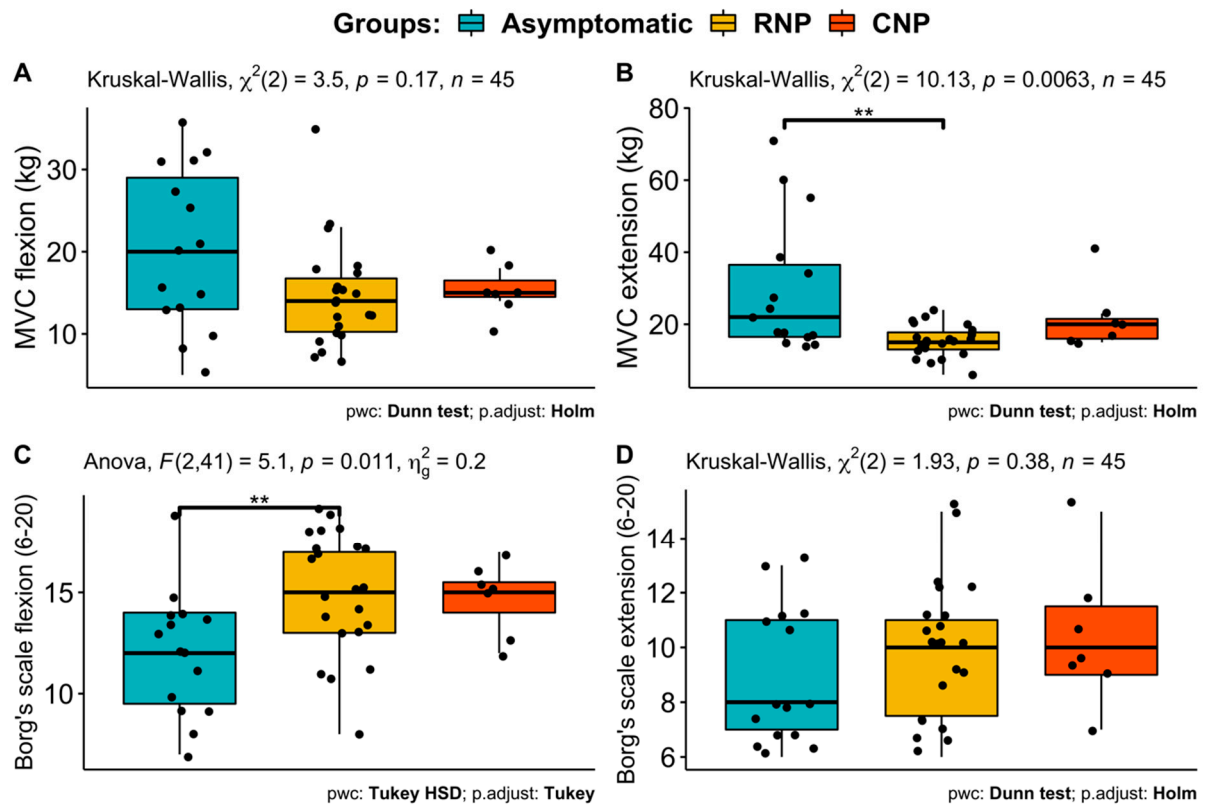 Groups: Asymptomatic RNP CNP
A
Kruskal-Wallis, χ²(2) = 3.5, p = 0.17, n = 45
MVC flexion (kg)
30
20
10
pwc: Dunn test; p.adjust: Holm
B
Kruskal-Wallis, χ²(2) = 10.13, p = 0.0063, n = 45
MVC extension (kg)
80
60
40
20
**
pwc: Dunn test; p.adjust: Holm
C
Anova, F(2,41) = 5.1, p = 0.011, η²g = 0.2
Borg's scale flexion (6-20)
15
10
**
pwc: Tukey HSD; p.adjust: Tukey
D
Kruskal-Wallis, χ²(2) = 1.93, p = 0.38, n = 45
Borg's scale extension (6-20)
14
12
10
8
6
pwc: Dunn test; p.adjust: Holm